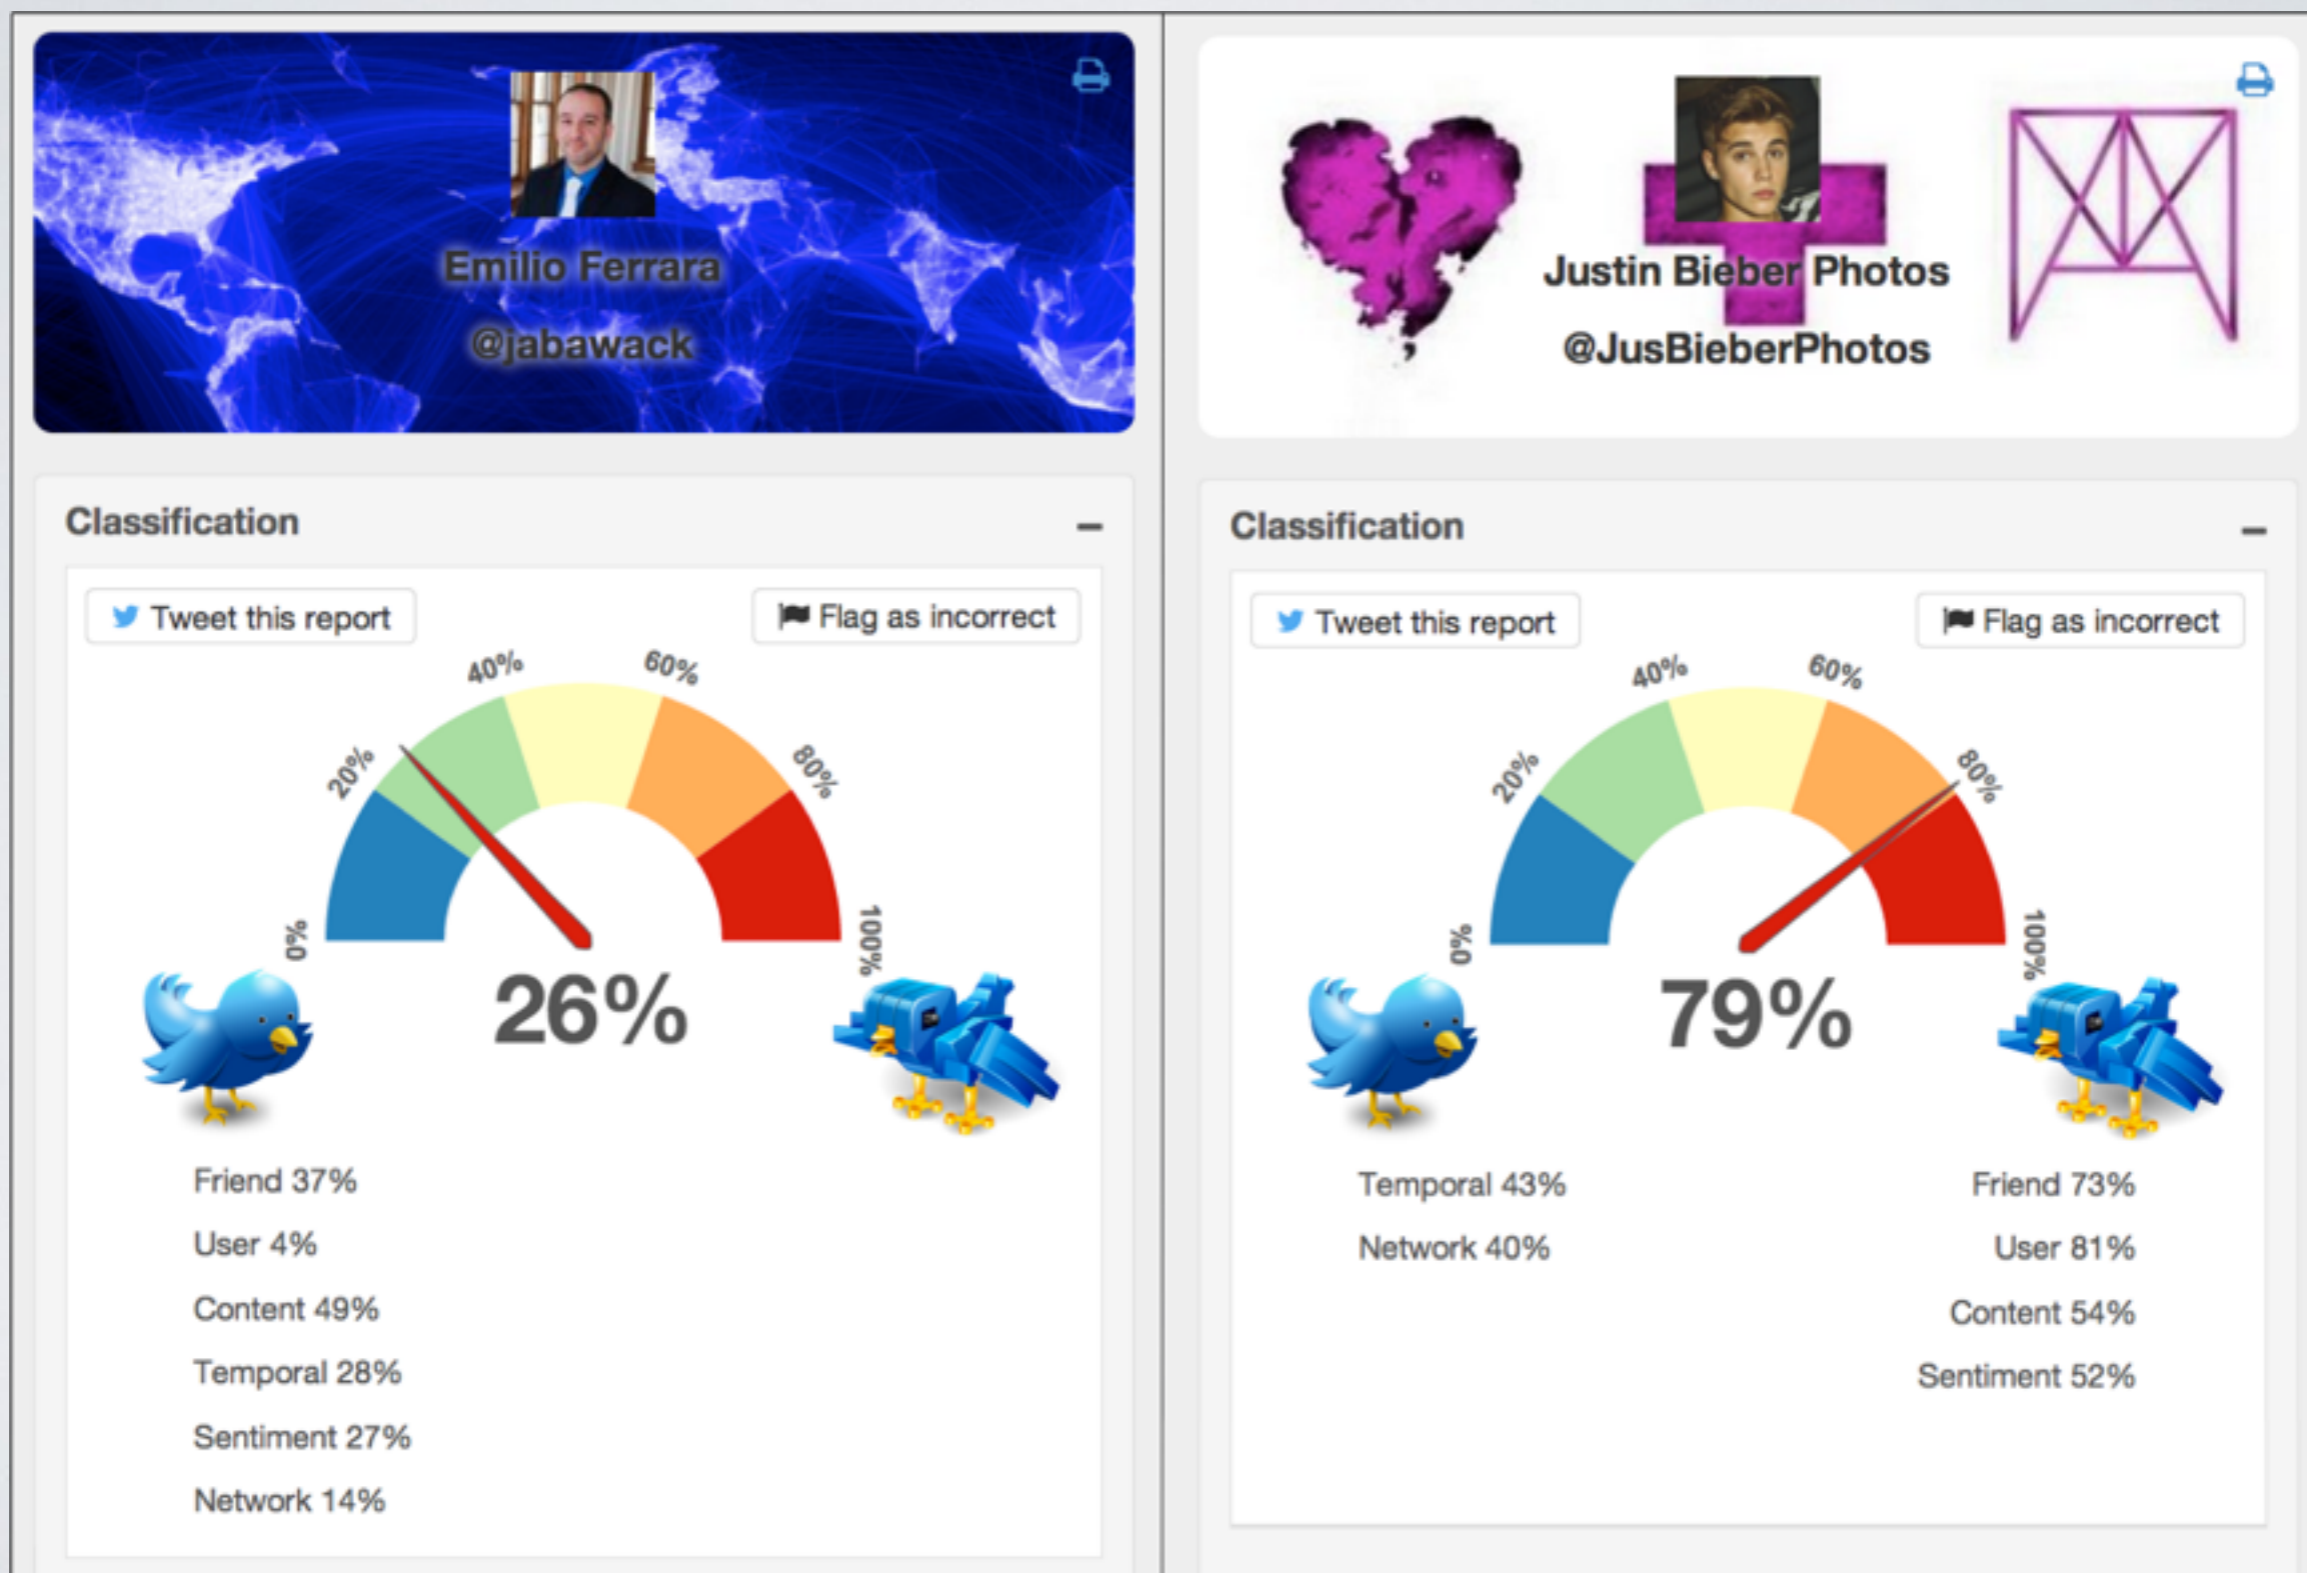 Emilio Ferrara
@jabawack
Classification
Tweet this report
Flag as incorrect
0%
20%
40%
60%
80%
100%
26%
Friend 37%
User 4%
Content 49%
Temporal 28%
Sentiment 27%
Network 14%
Justin Bieber Photos
@JusBieberPhotos
Classification
Tweet this report
Flag as incorrect
0%
20%
40%
60%
80%
100%
79%
Temporal 43%
Network 40%
Friend 73%
User 81%
Content 54%
Sentiment 52%